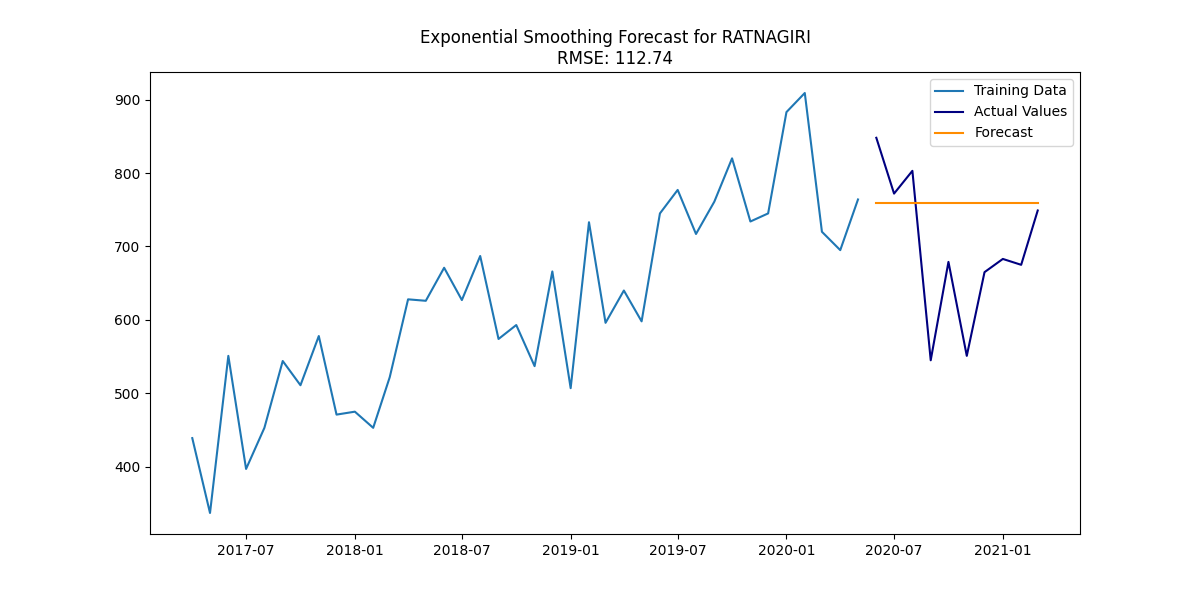 Exponential Smoothing Forecast for RATNAGIRI
RMSE: 112.74
Training Data
Actual Values
Forecast
900
800
700
600
500
400
2017-07
2018-01
2018-07
2019-01
2019-07
2020-01
2020-07
2021-01